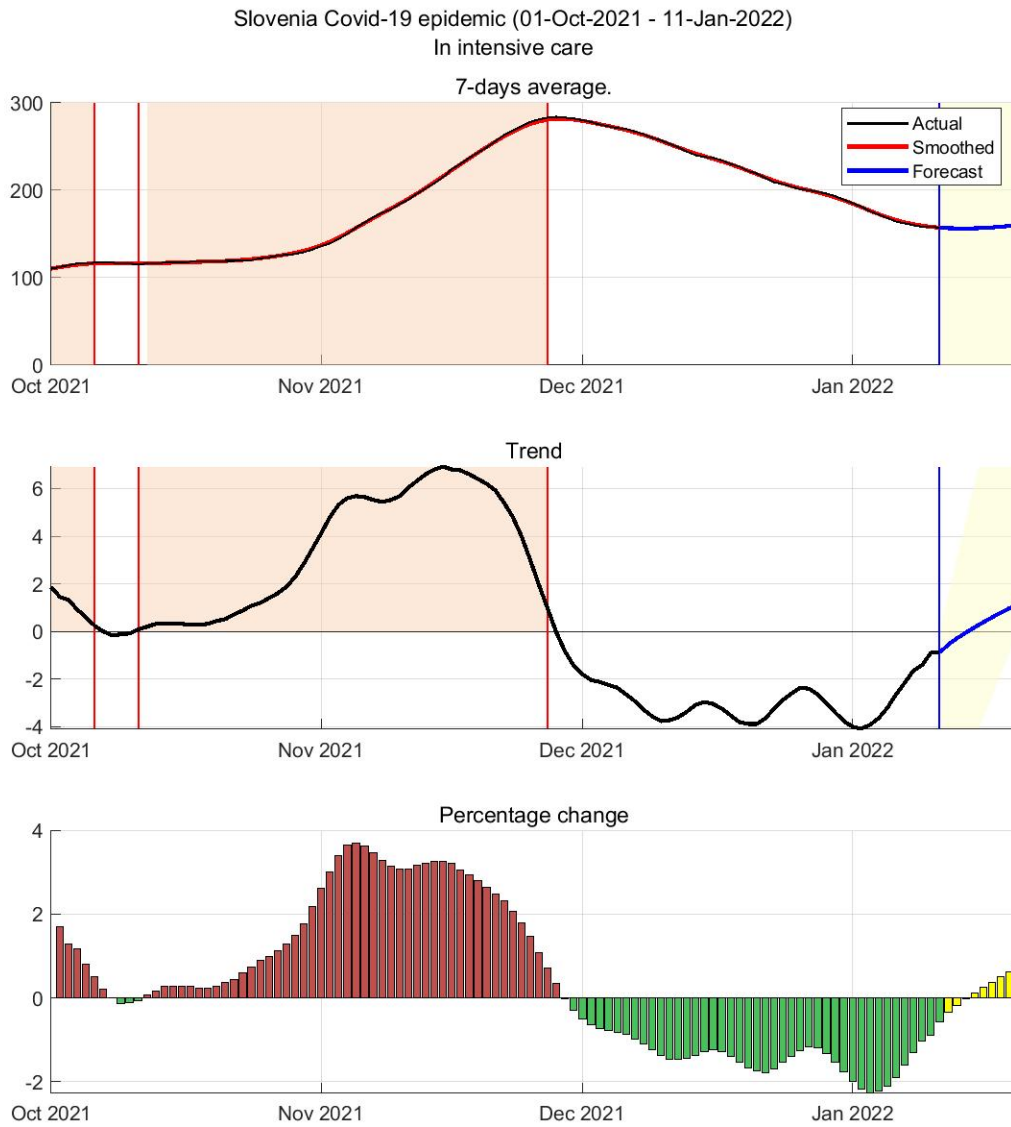 Slovenia Covid-19 epidemic (01-Oct-2021 - 11-Jan-2022)
In intensive care
7-days average.
300
200
100
0
Actual
Smoothed
Forecast
Oct 2021 Nov 2021 Dec 2021 Jan 2022
Trend
6
4
2
0
-2
-4
Oct 2021 Nov 2021 Dec 2021 Jan 2022
Percentage change
4
2
0
-2
Oct 2021 Nov 2021 Dec 2021 Jan 2022